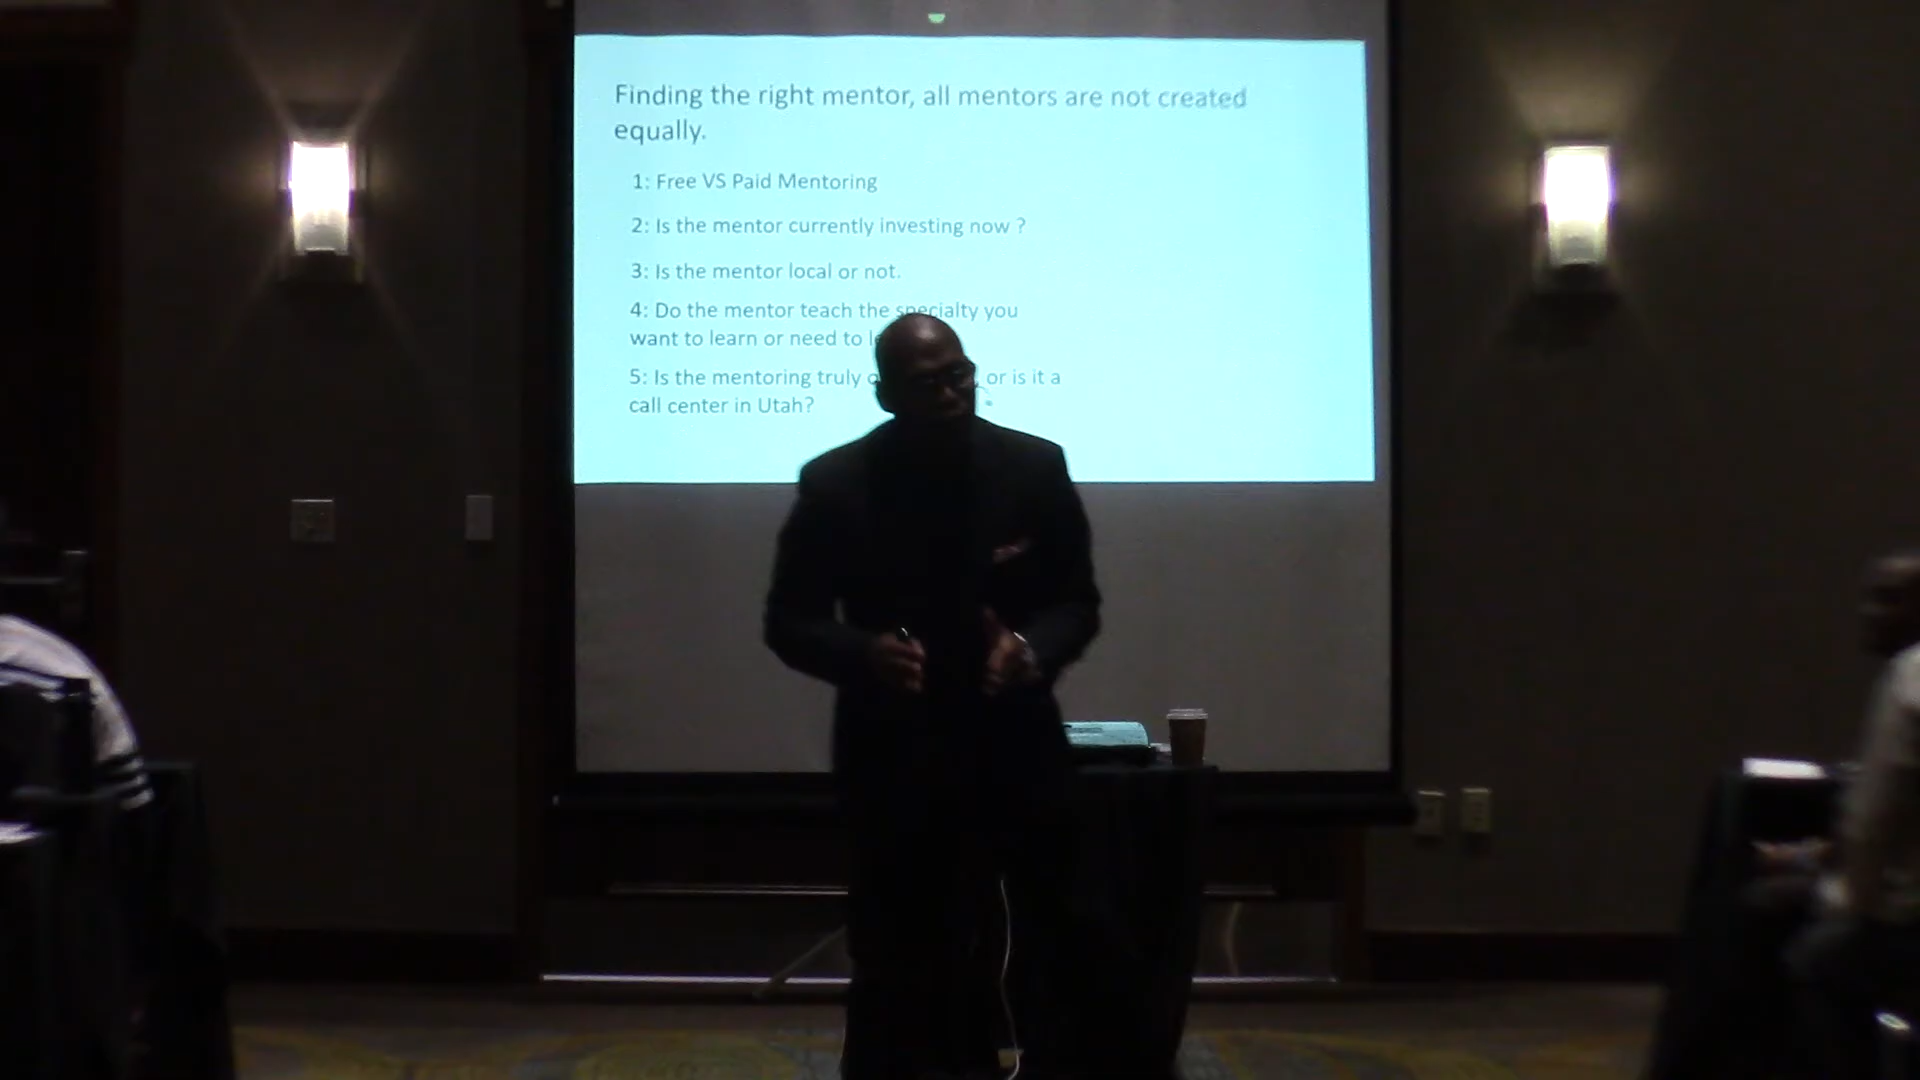 Finding the right mentor, all mentors are not created
equally.
1: Free VS Paid Mentoring
2: Is the mentor currently investing now ?
3: Is the mentor local or not.
4: Do the mentor teach the specialty you
want to learn or need to
5: Is the mentoring truly or is it a
call center in Utah?